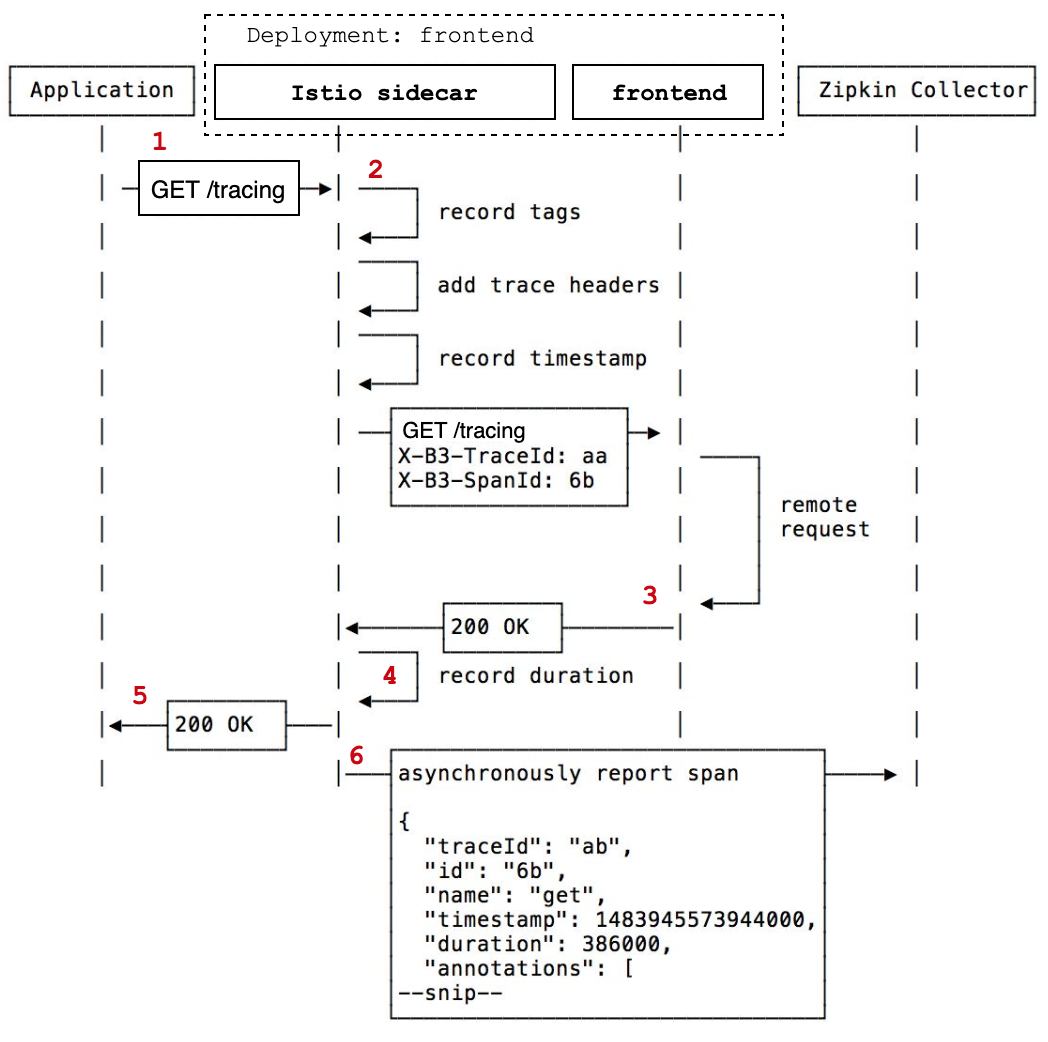 Deployment: frontend
Application
Istio sidecar
frontend
Zipkin Collector
1
GET /tracing
2
record tags
add trace headers
record timestamp
GET /tracing
X-B3-TraceId: aa
X-B3-SpanId: 6b
remote
request
3
200 OK
4
record duration
5
200 OK
6
asynchronously report span
{
"traceId": "ab",
"id": "6b",
"name": "get",
"timestamp": 1483945573944000,
"duration": 386000,
"annotations": [
--snip--